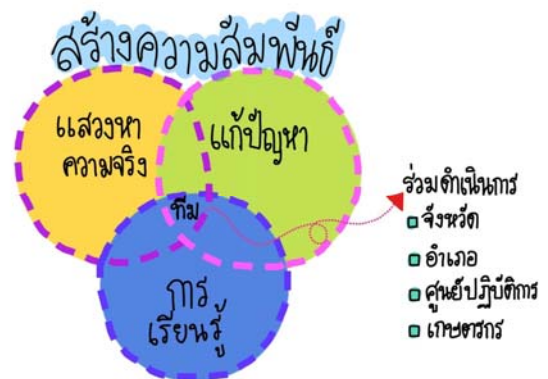 สร้างความสัมพันธ์
แสวงหา
ความจริง
แก้ปัญหา
ทีม
การ
เรียนรู้
ร่วมดำเนินการ
จังหวัด
อำเภอ
ศูนย์ปฏิบัติการ
เกษตรกร